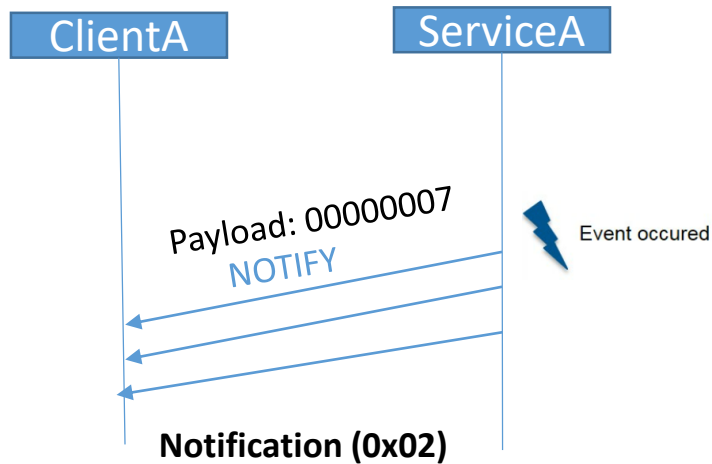 ClientA
ServiceA
Payload: 00000007
NOTIFY
Event occured
Notification (0x02)